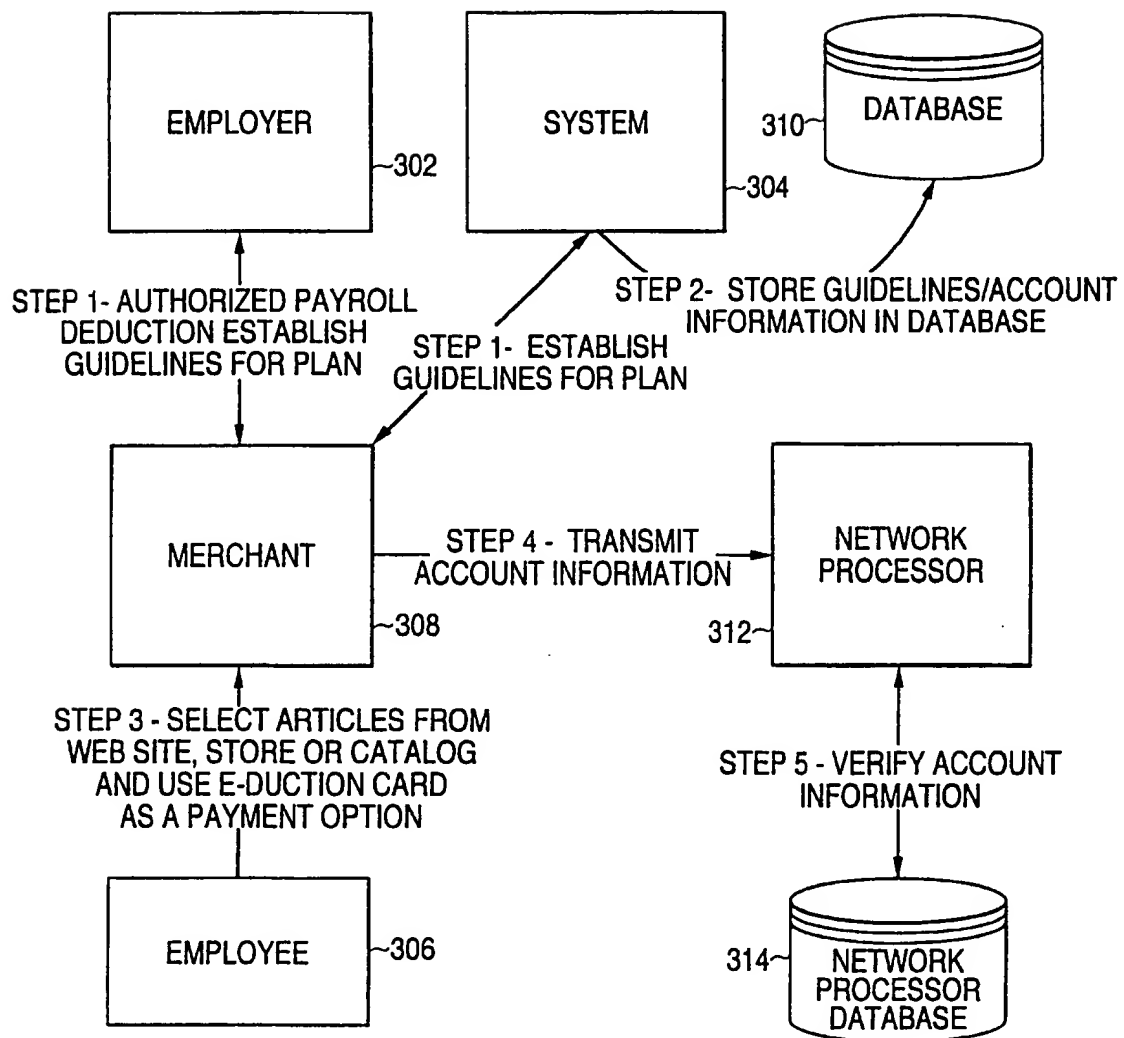 EMPLOYER
302
SYSTEM
304
DATABASE
310
STEP 1- AUTHORIZED PAYROLL
DEDUCTION ESTABLISH
GUIDELINES FOR PLAN
STEP 1- ESTABLISH
GUIDELINES FOR PLAN
STEP 2- STORE GUIDELINES/ACCOUNT
INFORMATION IN DATABASE
MERCHANT
308
STEP 4 - TRANSMIT
ACCOUNT INFORMATION
NETWORK
PROCESSOR
312
STEP 3 - SELECT ARTICLES FROM
WEB SITE, STORE OR CATALOG
AND USE E-DUCTION CARD
AS A PAYMENT OPTION
STEP 5 - VERIFY ACCOUNT
INFORMATION
EMPLOYEE
306
314
NETWORK
PROCESSOR
DATABASE